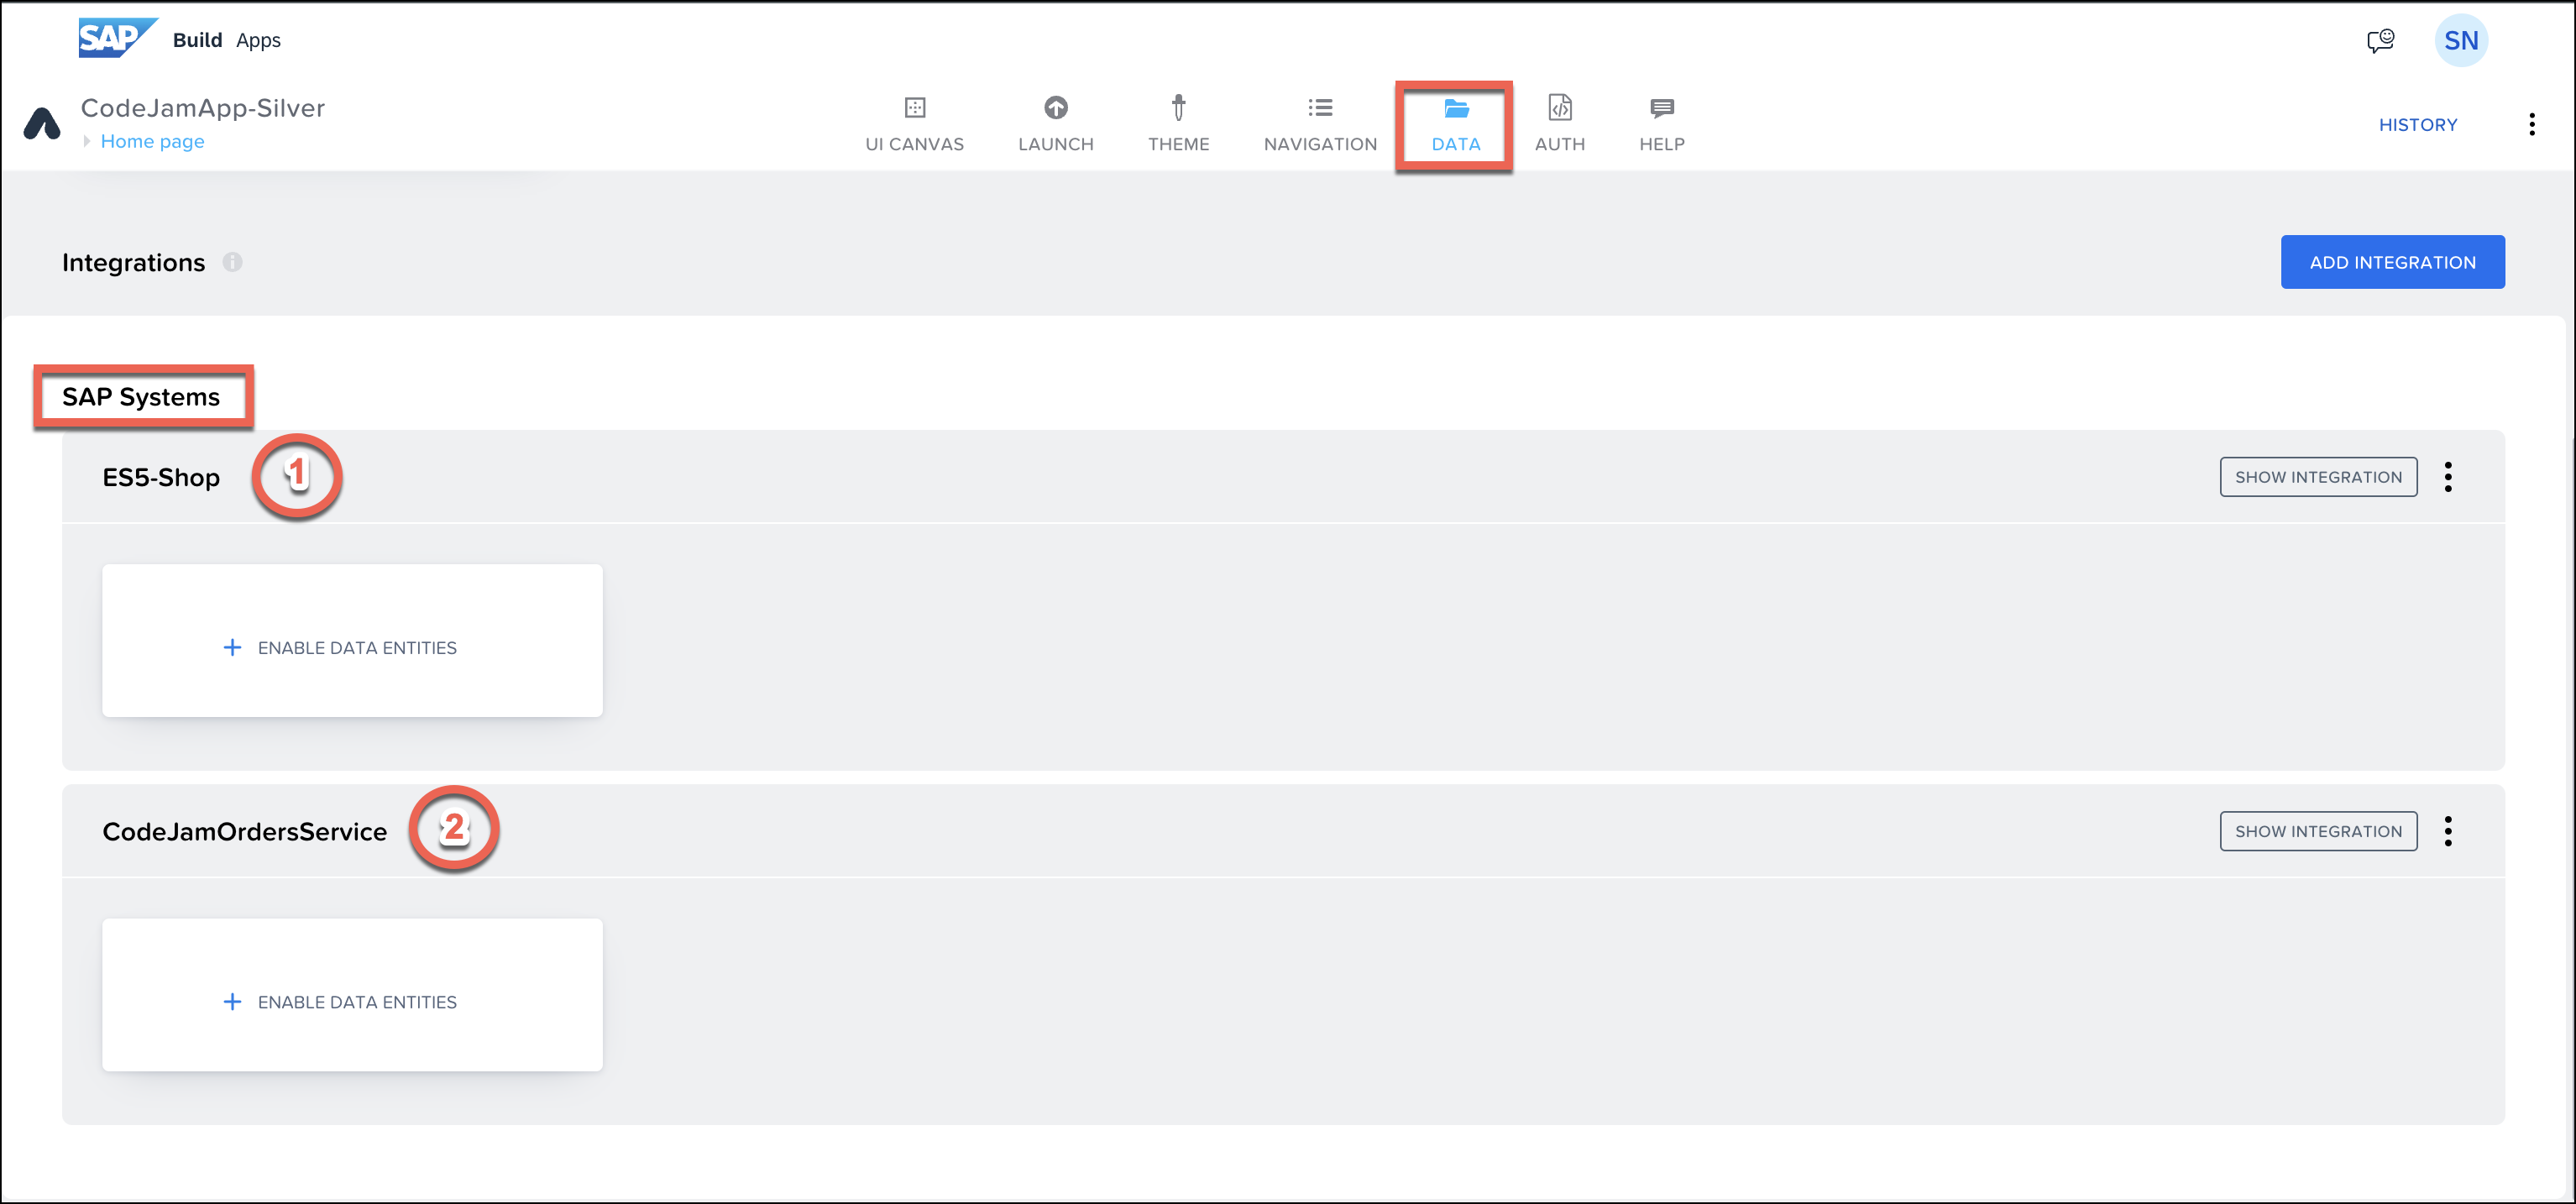 SAP Build Apps
SN
CodeJamApp-Silver
Home page
UI CANVAS
LAUNCH
THEME
NAVIGATION
DATA
AUTH
HELP
HISTORY
Integrations
ADD INTEGRATION
SAP Systems
ES5-Shop
1
SHOW INTEGRATION
+ ENABLE DATA ENTITIES
CodeJamOrdersService
2
SHOW INTEGRATION
+ ENABLE DATA ENTITIES